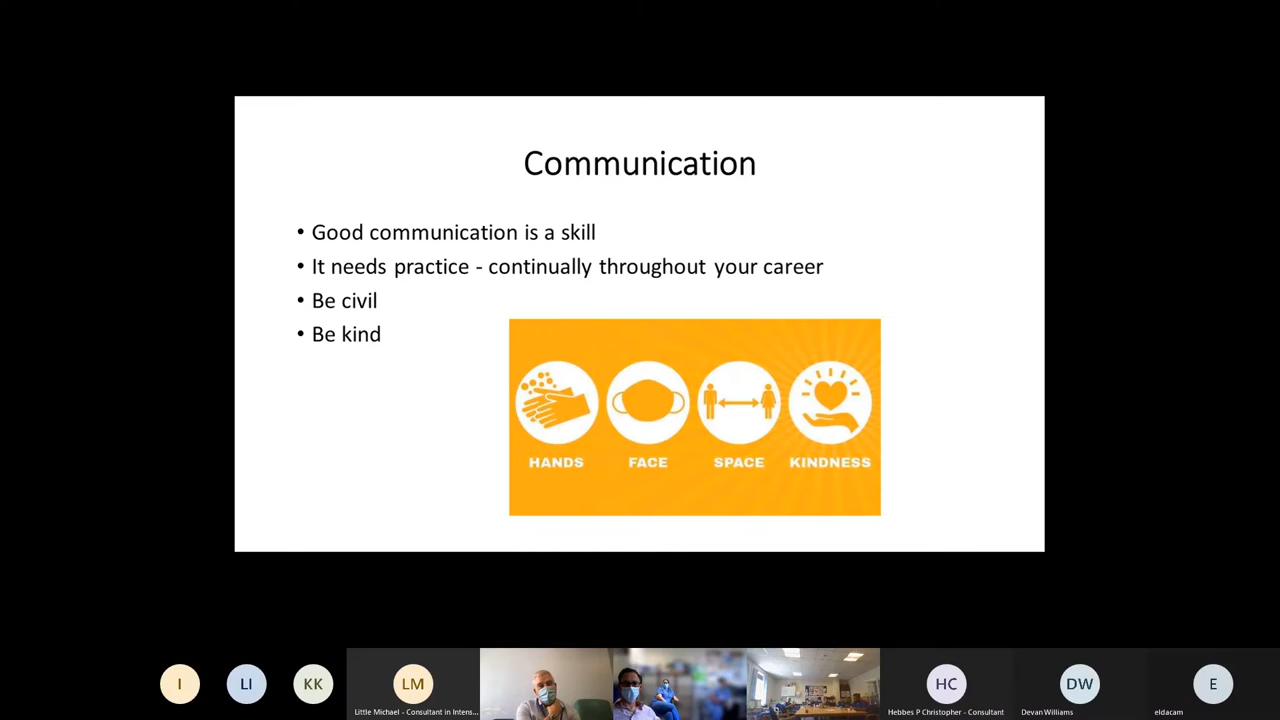 Communication
• Good communication is a skill
• It needs practice - continually throughout your career
• Be civil
• Be kind
HANDS FACE SPACE KINDNESS
I LI KK LM HC DW E
Little Michael - Consultant in Intens... Hebbes P Christopher - Consultant Devan Williams eldacam